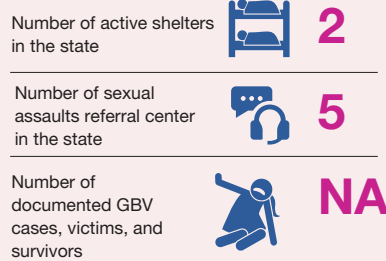 Number of active shelters
in the state
2
Number of sexual
assaults referral center
in the state
5
Number of
documented GBV
cases, victims, and
survivors
NA